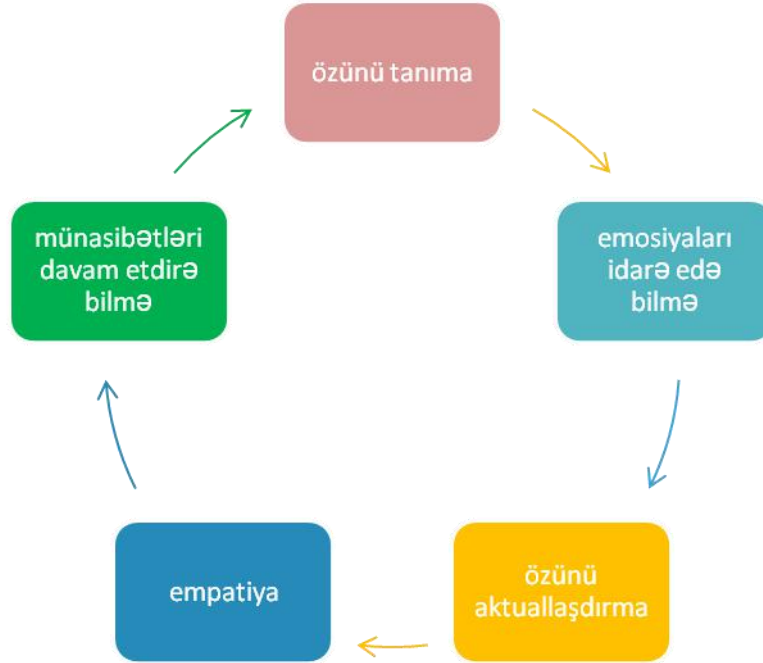 özünü tanıma
emosiyaları
idarə edə
bilmə
özünü
aktuallaşdırma
empatiya
münasibətləri
davam etdirə
bilmə